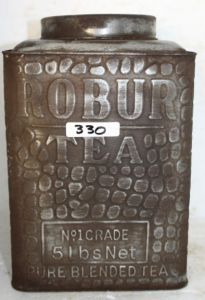 ROBUR
330
TEA
No1 GRADE
5 lbs Net
PURE BLENDED TEA